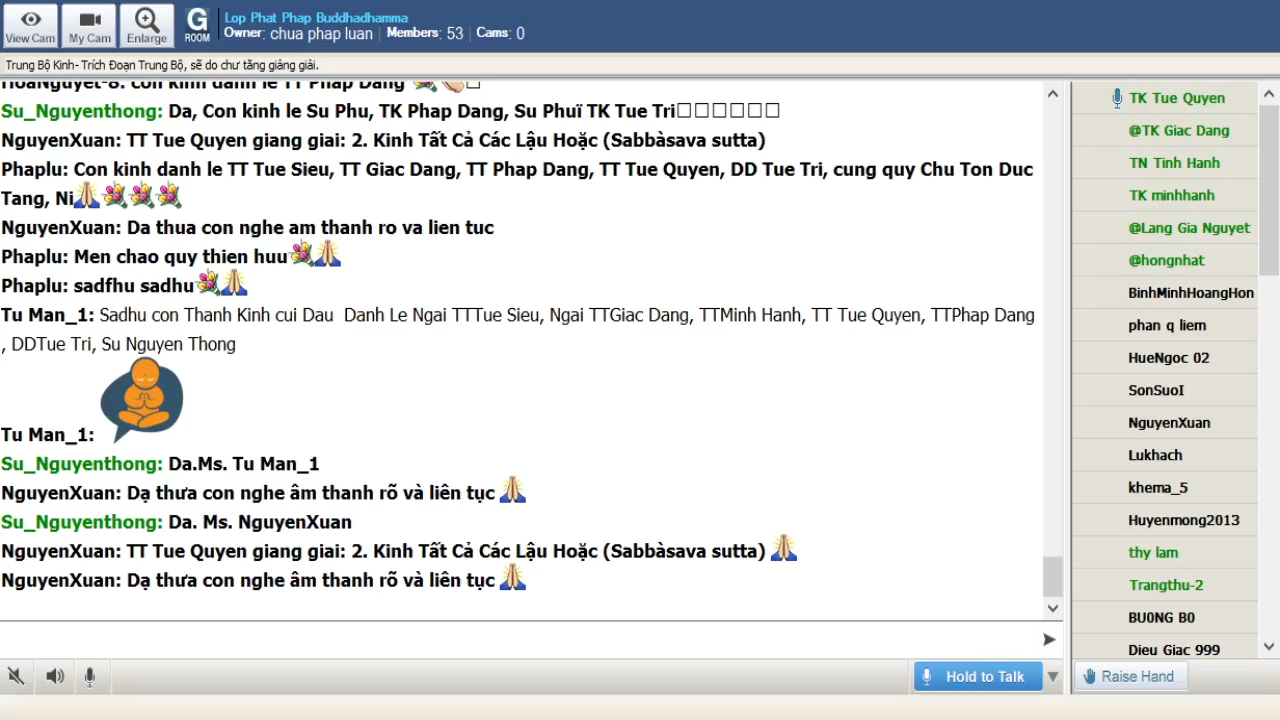 View Cam
My Cam
Enlarge
G
ROOM
Lop Phat Phap Buddhadhamma
Owner: chua phap luan | Members: 53 | Cams: 0
Trung Bộ Kinh- Trích Đoạn Trung Bộ, sẽ do chư tăng giảng giải.
HoaNguyet-8: con kinh danh le TT Phap Dang
Su_Nguyenthong: Da, Con kinh le Su Phu, TK Phap Dang, Su Phuï TK Tue Tri□□□□□□
NguyenXuan: TT Tue Quyen giang giai: 2. Kinh Tất Cả Các Lậu Hoặc (Sabbàsava sutta)
Phaplu: Con kinh danh le TT Tue Sieu, TT Giac Dang, TT Phap Dang, TT Tue Quyen, DD Tue Tri, cung quy Chu Ton Duc
Tang, Ni
NguyenXuan: Da thua con nghe am thanh ro va lien tuc
Phaplu: Men chao quy thien huu
Phaplu: sadfhu sadhu
Tu Man_1: Sadhu con Thanh Kinh cui Dau Danh Le Ngai TTTue Sieu, Ngai TTGiac Dang, TTMinh Hanh, TT Tue Quyen, TTPhap Dang
, DDTue Tri, Su Nguyen Thong
Tu Man_1:
Su_Nguyenthong: Da.Ms. Tu Man_1
NguyenXuan: Dạ thưa con nghe âm thanh rõ và liên tục
Su_Nguyenthong: Da. Ms. NguyenXuan
NguyenXuan: TT Tue Quyen giang giai: 2. Kinh Tất Cả Các Lậu Hoặc (Sabbàsava sutta)
NguyenXuan: Dạ thưa con nghe âm thanh rõ và liên tục
Hold to Talk
TK Tue Quyen
@TK Giac Dang
TN Tinh Hanh
TK minhhanh
@Lang Gia Nguyet
@hongnhat
BinhMinhHoangHon
phan q liem
HueNgoc 02
SonSuoI
NguyenXuan
Lukhach
khema_5
Huyenmong2013
thy lam
Trangthu-2
BU0NG B0
Dieu Giac 999
Raise Hand